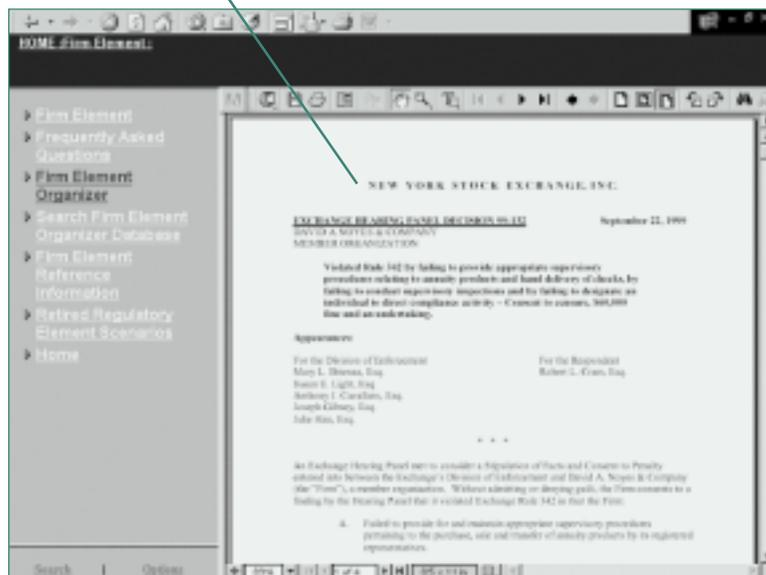 HOME :Firm Element:
Firm Element
Frequently Asked
Questions
Firm Element
Organizer
Search Firm Element
Organizer Database
Firm Element
Reference
Information
Retired Regulatory
Element Scenarios
Home
Search | Options
NEW YORK STOCK EXCHANGE, INC.
EXCHANGE HEARING PANEL DECISION 99-132 September 22, 1999
DAVID A NOYES & COMPANY
MEMBER ORGANIZATION
Violated Rule 342 by failing to provide appropriate supervisory
procedures relating to annuity products and hand delivery of checks, by
failing to conduct supervisory inspections and by failing to designate an
individual to direct compliance activity – Consent to censure,
fine and an undertaking.
Appearances
For the Division of Enforcement For the Respondent
Mary L. Esq.
Susan E. Light, Esq.
Anthony J. Cavallaro, Esq.
Joseph Gibney, Esq.
Julie Esq.
* * *
An Exchange Hearing Panel met to consider a Stipulation of Facts and Consent to Penalty
entered into between the Exchange's Division of Enforcement and David A. Noyes & Company
(the "Firm"), a member organization. Without admitting or denying guilt, the Firm consents to a
finding by the Hearing Panel that it violated Exchange Rule 342 in that the Firm:
Failed to provide for and maintain appropriate supervisory procedures
pertaining to the purchase, sale and transfer of annuity products by its registered
representatives.